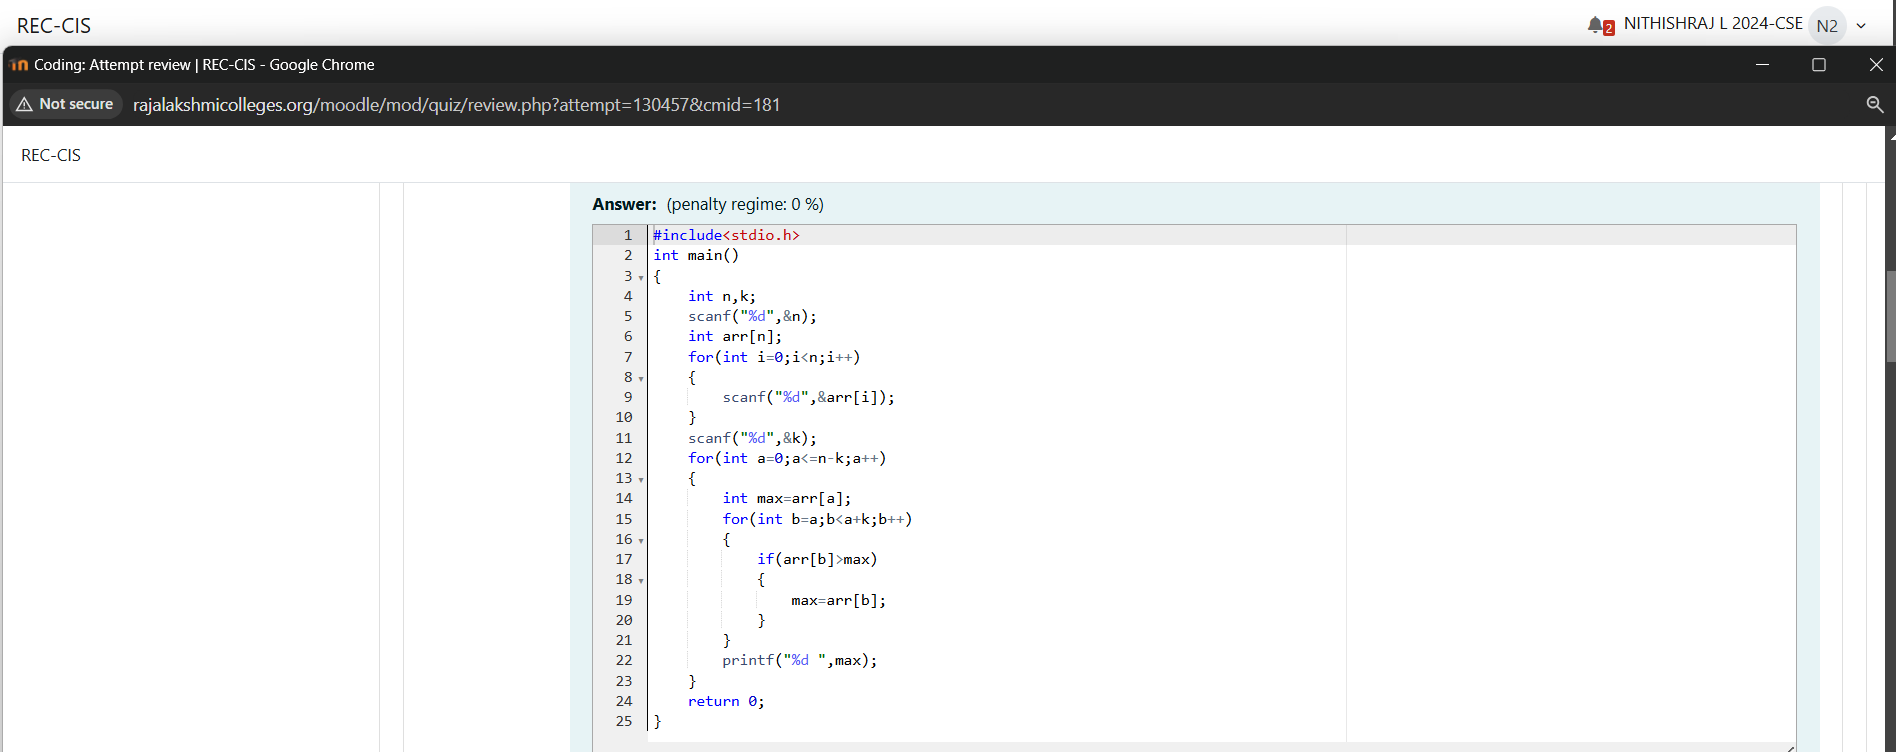 REC-CIS
2 NITHISHRAJ L 2024-CSE N2
Coding: Attempt review | REC-CIS - Google Chrome
Not secure rajalakshmicolleges.org/moodle/mod/quiz/review.php?attempt=130457&cmid=181
REC-CIS
Answer: (penalty regime: 0 %)
1 #include<stdio.h>
2 int main()
3 {
4     int n,k;
5     scanf("%d",&n);
6     int arr[n];
7     for(int i=0;i<n;i++)
8     {
9         scanf("%d",&arr[i]);
10     }
11     scanf("%d",&k);
12     for(int a=0;a<=n-k;a++)
13     {
14         int max=arr[a];
15         for(int b=a;b<a+k;b++)
16         {
17             if(arr[b]>max)
18             {
19                 max=arr[b];
20             }
21         }
22         printf("%d ",max);
23     }
24     return 0;
25 }